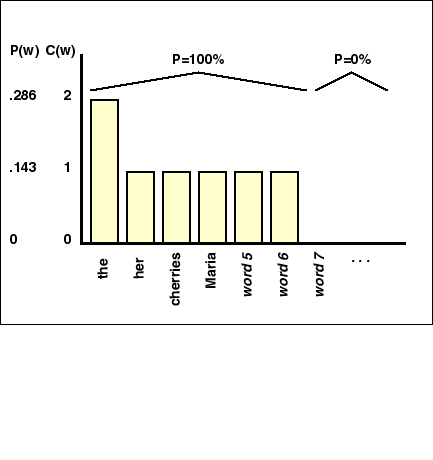 P(w) C(w)
P=100%
P=0%
.286 2
.143 1
0 0
the
her
cherries
Maria
word 5
word 6
word 7
. . .